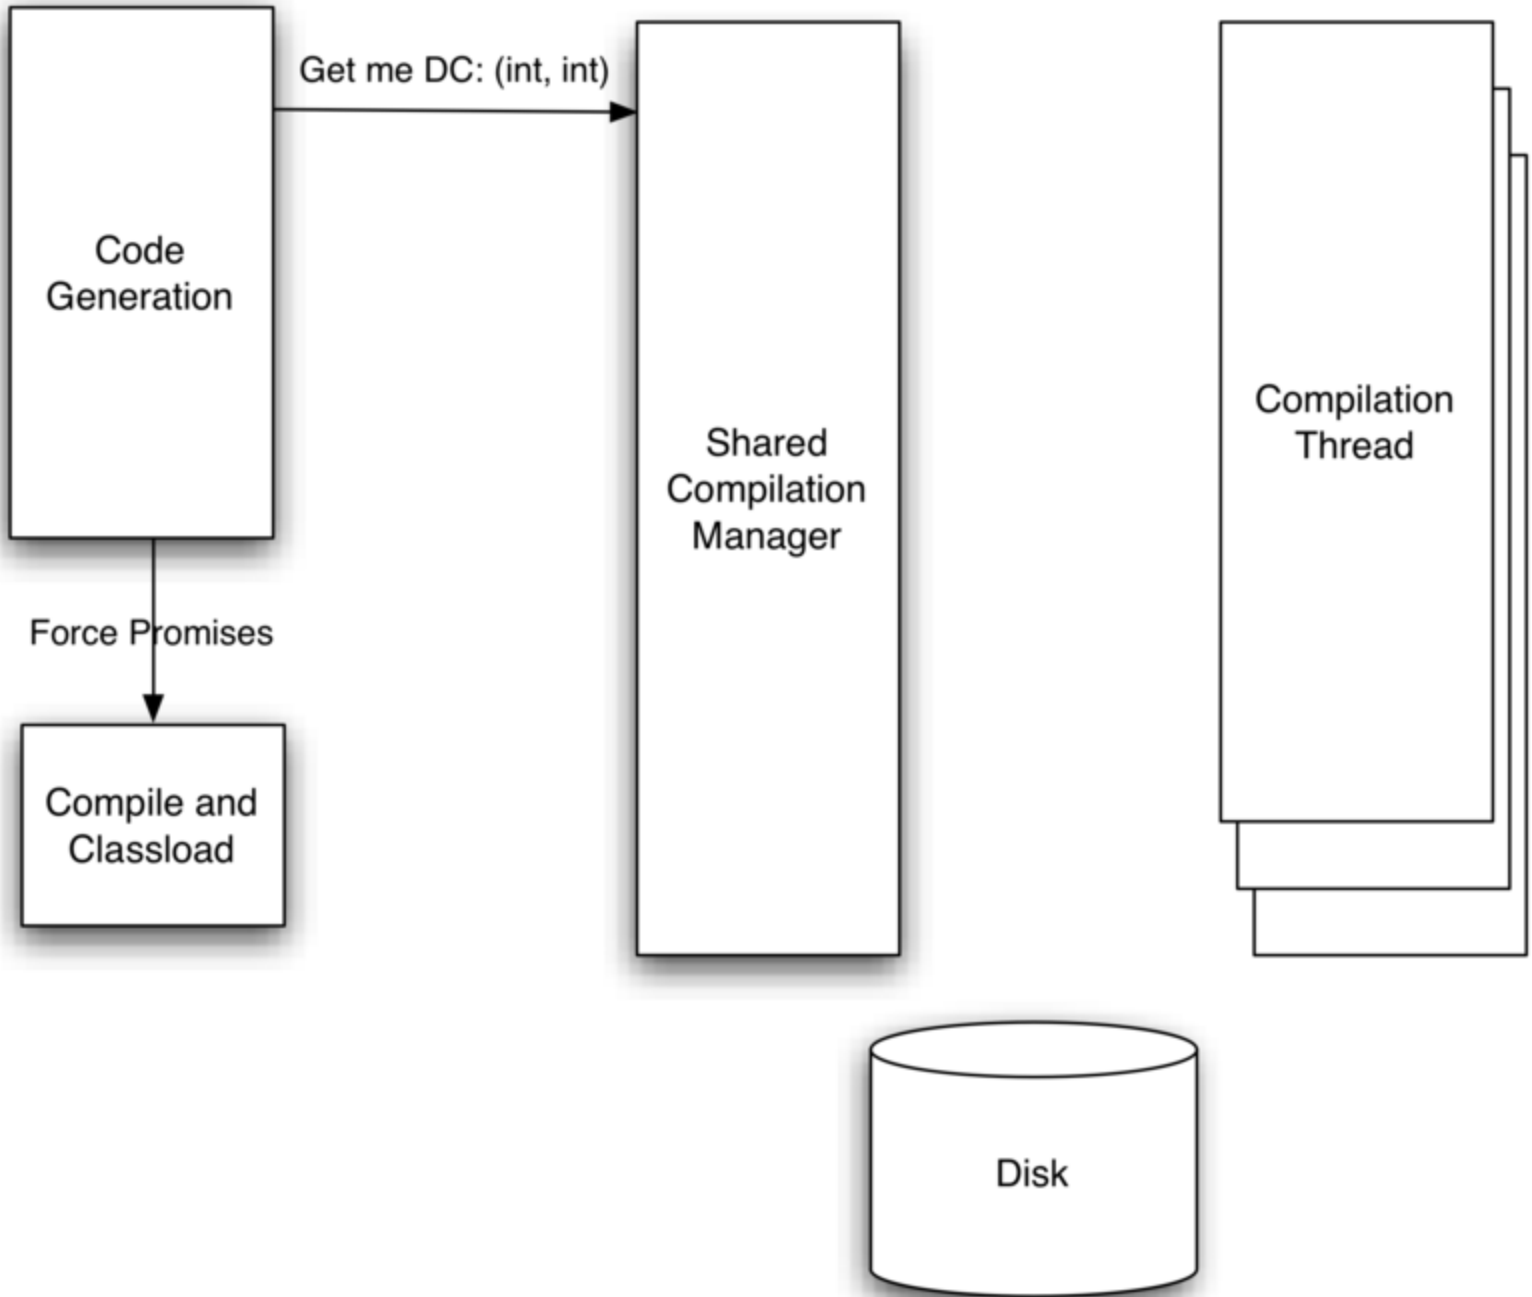 Get me DC: (int, int)
Code
Generation
Force Promises
Compile and
Classload
Shared
Compilation
Manager
Compilation
Thread
Disk